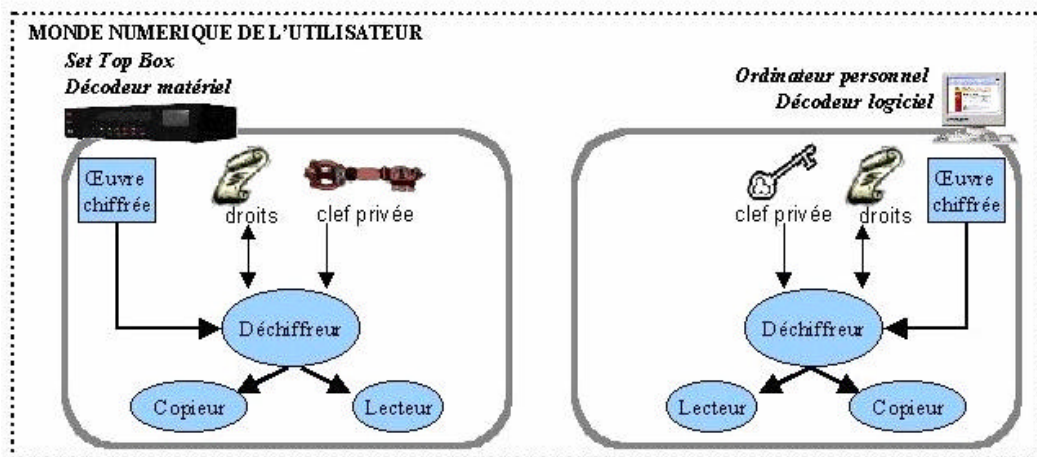 MONDE NUMERIQUE DE L'UTILISATEUR
Set Top Box
Décodeur matériel
Œuvre
chiffrée
droits
clef privée
Déchiffreur
Copieur
Lecteur
Ordinateur personnel
Décodeur logiciel
clef privée
droits
Œuvre
chiffrée
Déchiffreur
Lecteur
Copieur